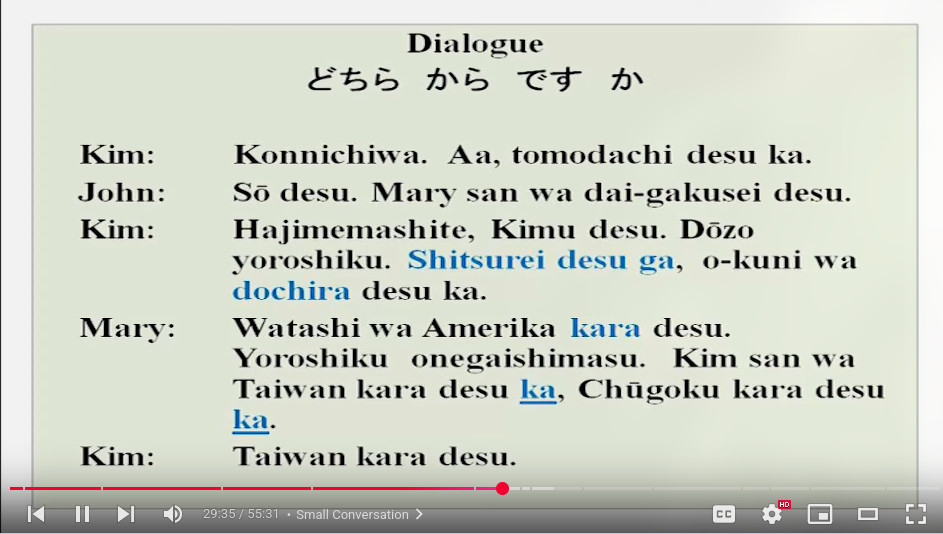 Dialogue
どちら から です か
Kim: Konnichiwa. Aa, tomodachi desu ka.
John: Sō desu. Mary san wa dai-gakusei desu.
Kim: Hajimemashite, Kimu desu. Dōzo
yoroshiku. Shitsurei desu ga, o-kuni wa
dochira desu ka.
Mary: Watashi wa Amerika kara desu.
Yoroshiku onegaishimasu. Kim san wa
Taiwan kara desu ka, Chūgoku kara desu
ka.
Kim: Taiwan kara desu.
29:35 / 55:31 • Small Conversation
CC
HD